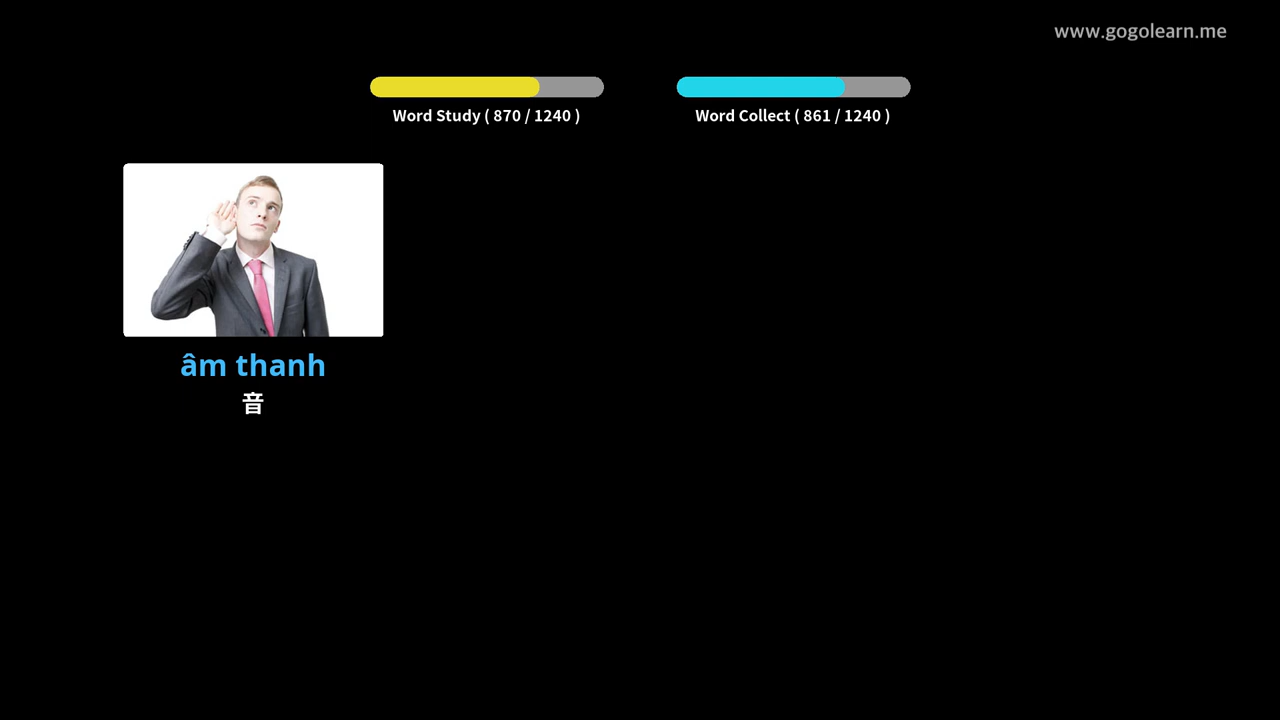 www.gogolearn.me
Word Study ( 870 / 1240 )
Word Collect ( 861 / 1240 )
âm thanh
音